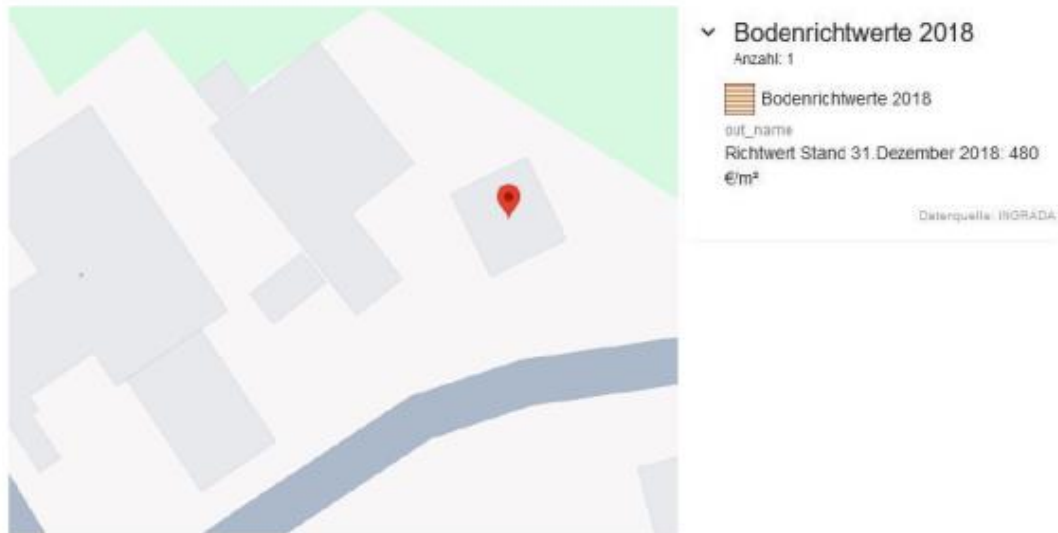 Bodenrichtwerte 2018
Anzahl: 1
Bodenrichtwerte 2018
out_name
Richtwert Stand 31.Dezember 2018: 480
€/m²
Datenquelle: INGRADA